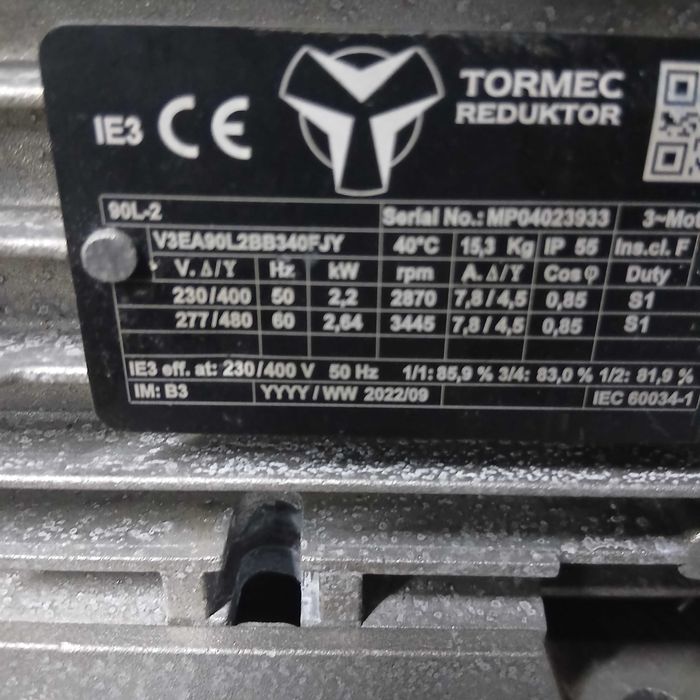 IE3 CE TORMEC
REDUKTOR
90L-2 Serial No.: MP04023933 3~Mot
V3EA90L2BB340FJY 40°C 15,3 Kg IP 55 Ins.cl. F
V. Δ/Y Hz kW rpm A. Δ/Y Cos φ Duty
230/400 50 2,2 2870 7,8/4,5 0,85 S1
277/480 60 2,64 3445 7,8/4,5 0,85 S1
IE3 eff. at: 230/400 V 50 Hz 1/1: 85,9 % 3/4: 83,0 % 1/2: 81,9 %
IM: B3 YYYY/WW 2022/09 IEC 60034-1